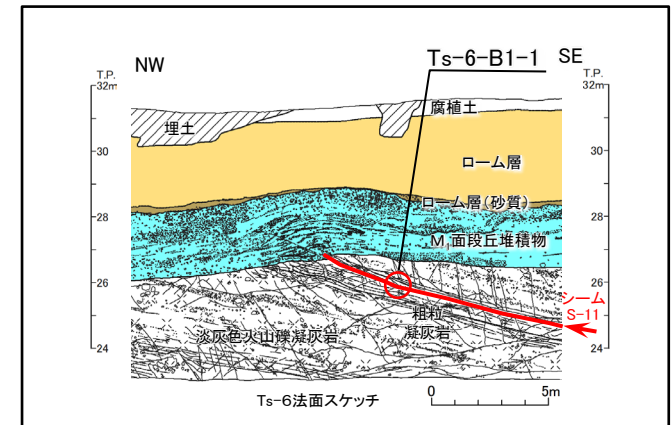 Ts-6-B1-1
NW
SE
T.P.
32m
T.P.
32m
腐植土
埋土
30
30
ローム層
ローム層(砂質)
28
28
M₁面段丘堆積物
26
26
シーム
S-11
粗粒
凝灰岩
淡灰色火山礫凝灰岩
24
24
Ts-6法面スケッチ
0
5m